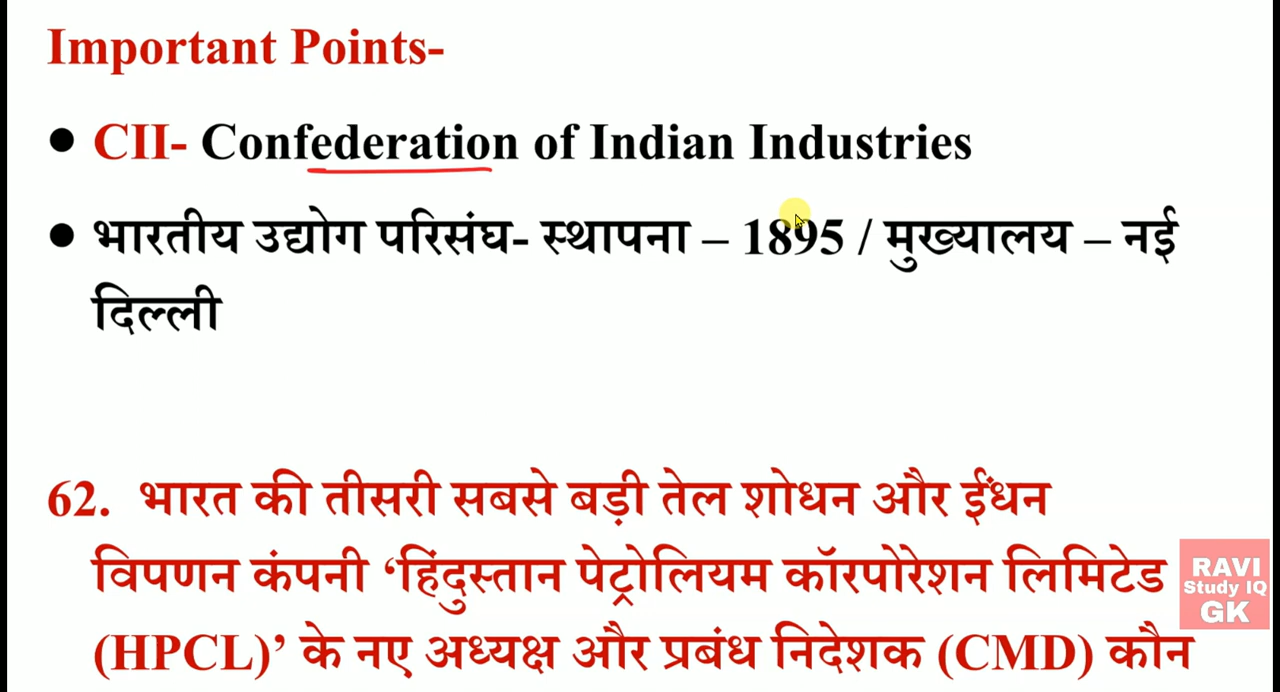 Important Points-
● CII- Confederation of Indian Industries
● भारतीय उद्योग परिसंघ- स्थापना – 1895 / मुख्यालय – नई
दिल्ली
62. भारत की तीसरी सबसे बड़ी तेल शोधन और ईंधन
विपणन कंपनी ‘हिंदुस्तान पेट्रोलियम कॉरपोरेशन लिमिटेड
(HPCL)’ के नए अध्यक्ष और प्रबंध निदेशक (CMD) कौन
RAVI
Study IQ
GK